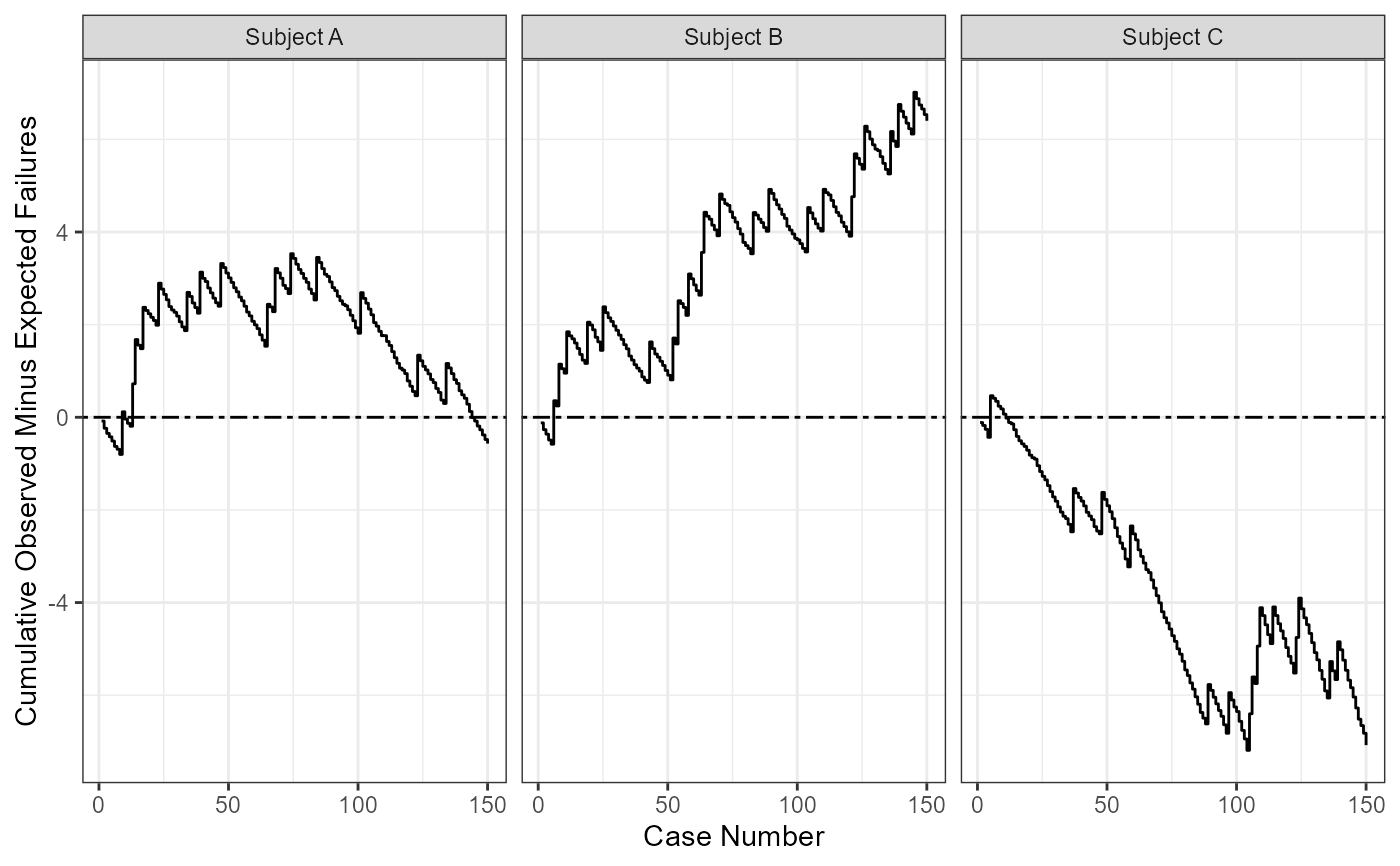 Subject A
Subject B
Subject C
Cumulative Observed Minus Expected Failures
4
0
-4
0 50 100 150
0 50 100 150
0 50 100 150
Case Number